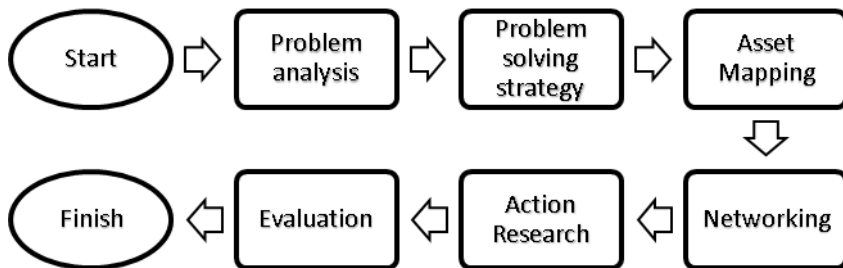 Start
Problem
analysis
Problem
solving
strategy
Asset
Mapping
Networking
Action
Research
Evaluation
Finish